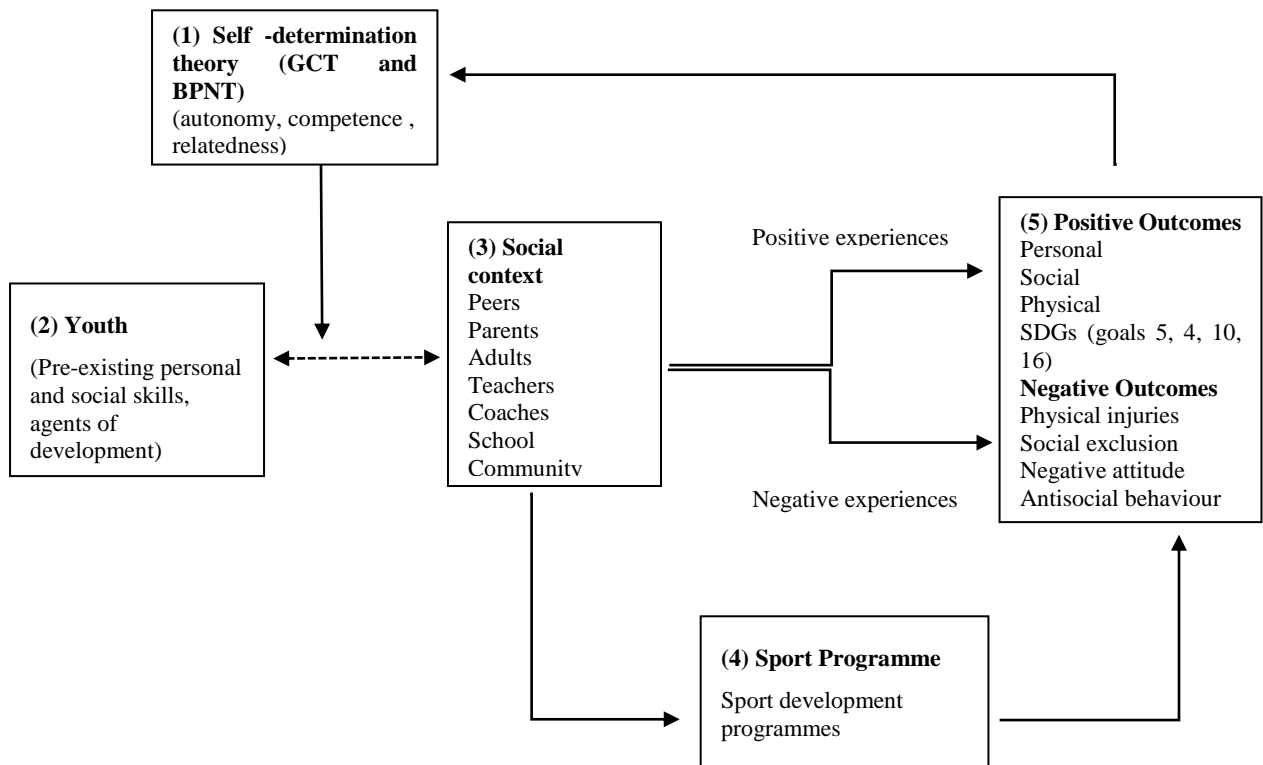 (1) Self -determination
theory (GCT and
BPNT)
(autonomy, competence ,
relatedness)
(2) Youth
(Pre-existing personal
and social skills,
agents of
development)
(3) Social
context
Peers
Parents
Adults
Teachers
Coaches
School
Community
Positive experiences
Negative experiences
(5) Positive Outcomes
Personal
Social
Physical
SDGs (goals 5, 4, 10,
16)
Negative Outcomes
Physical injuries
Social exclusion
Negative attitude
Antisocial behaviour
(4) Sport Programme
Sport development
programmes